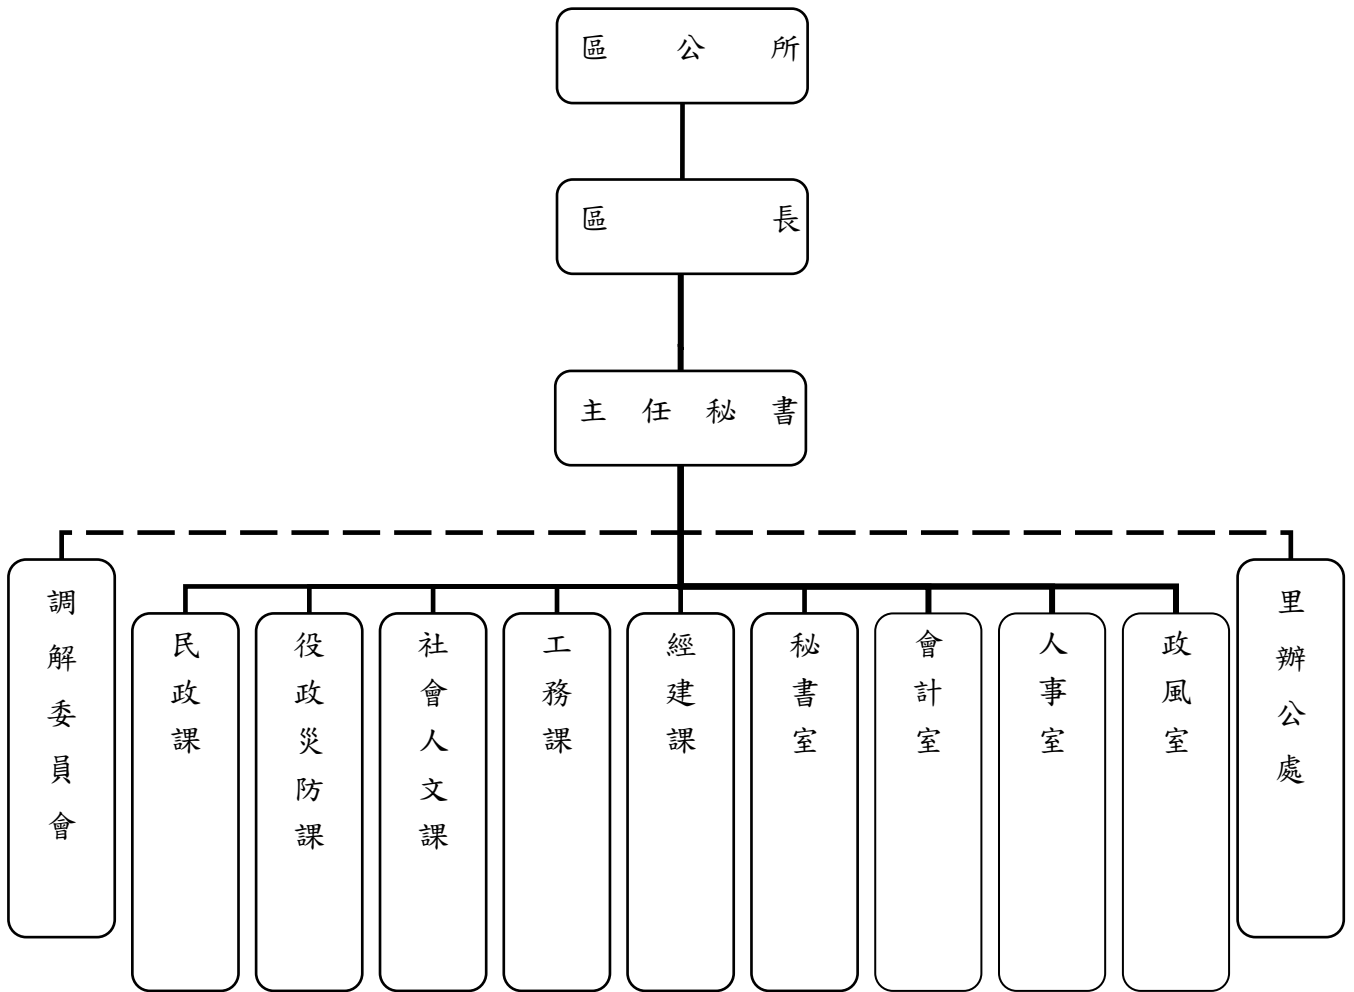 區公所
區長
主任秘書
調解委員會
民政課
役政災防課
社會人文課
工務課
經建課
秘書室
會計室
人事室
政風室
里辦公處